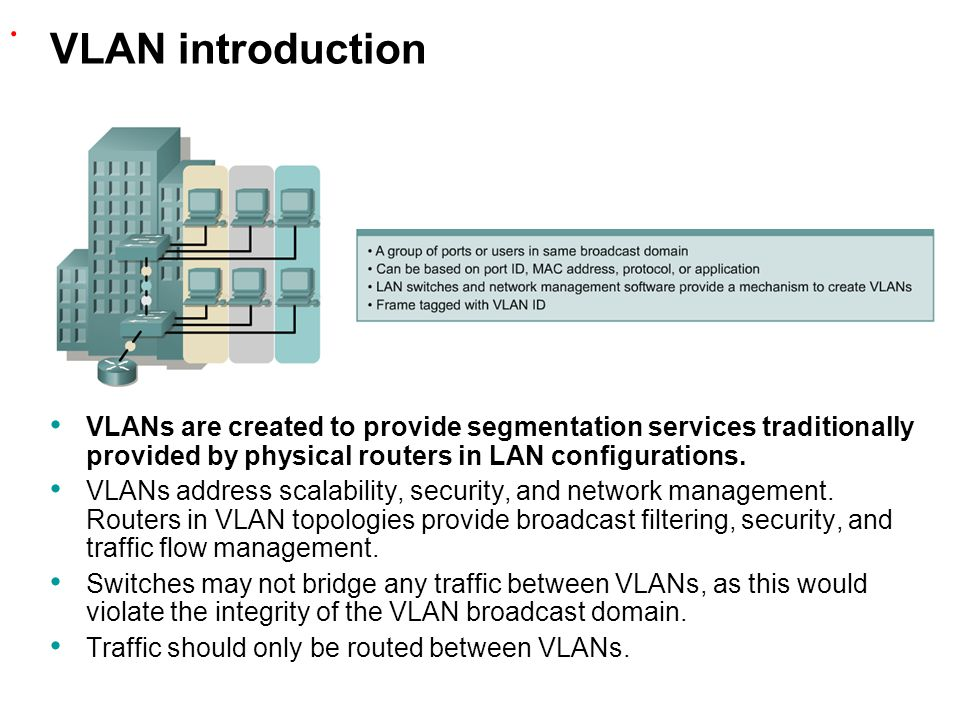 •
VLAN introduction
• A group of ports or users in same broadcast domain
• Can be based on port ID, MAC address, protocol, or application
• LAN switches and network management software provide a mechanism to create VLANs
• Frame tagged with VLAN ID
• VLANs are created to provide segmentation services traditionally
provided by physical routers in LAN configurations.
• VLANs address scalability, security, and network management.
Routers in VLAN topologies provide broadcast filtering, security, and
traffic flow management.
• Switches may not bridge any traffic between VLANs, as this would
violate the integrity of the VLAN broadcast domain.
• Traffic should only be routed between VLANs.